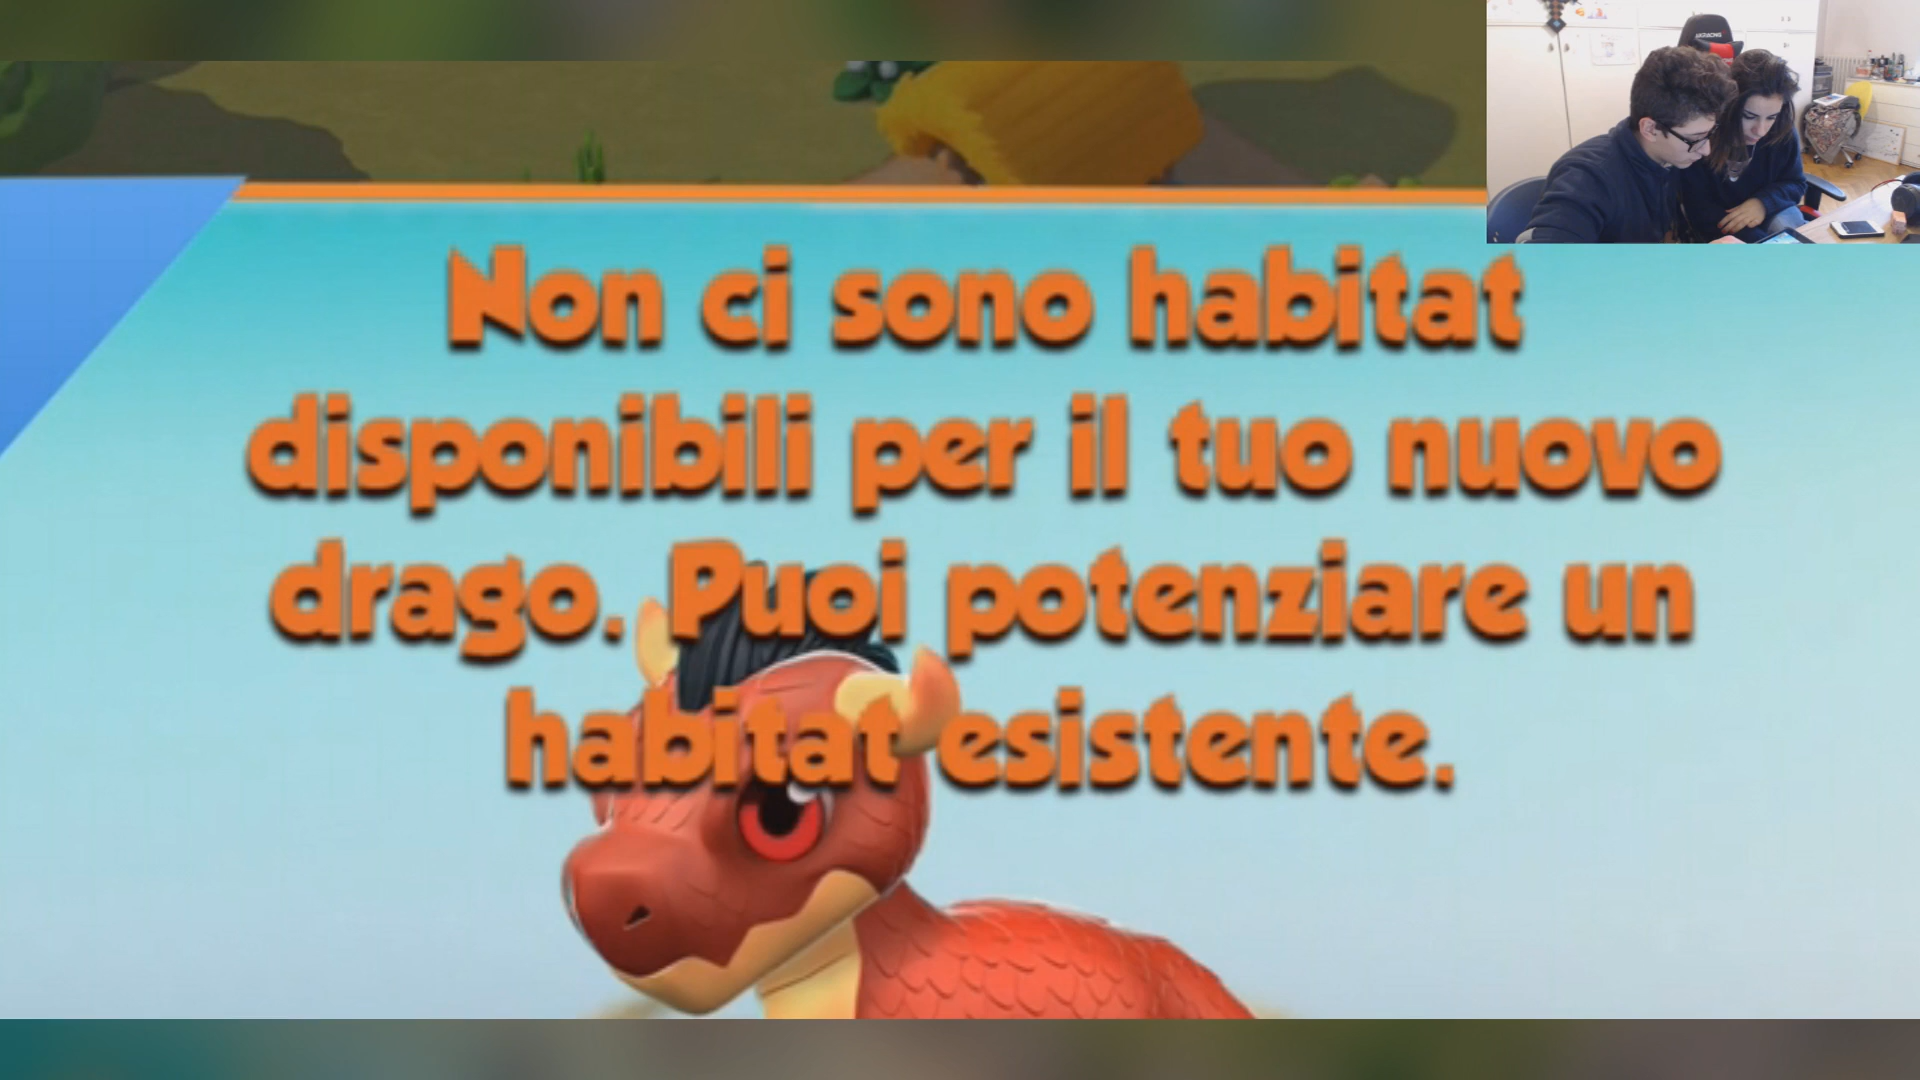 Non ci sono habitat
disponibili per il tuo nuovo
drago. Puoi potenziare un
habitat esistente.